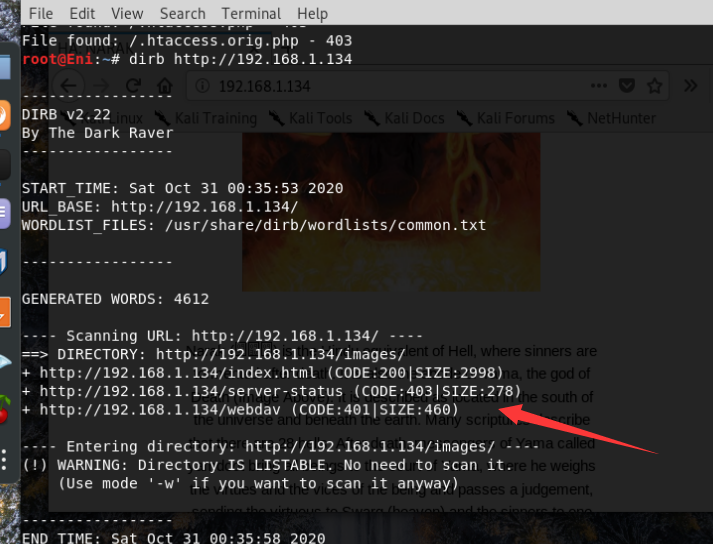 File Edit View Search Terminal Help
File found: /.htaccess.orig.php - 403
root@Eni:~# dirb http://192.168.1.134
192.168.1.134
Kali Linux Kali Training Kali Tools Kali Docs Kali Forums NetHunter
-----------------
DIRB v2.22
By The Dark Raver
-----------------
START_TIME: Sat Oct 31 00:35:53 2020
URL_BASE: http://192.168.1.134/
WORDLIST_FILES: /usr/share/dirb/wordlists/common.txt
-----------------
GENERATED WORDS: 4612
---- Scanning URL: http://192.168.1.134/ ----
==> DIRECTORY: http://192.168.1.134/images/
+ http://192.168.1.134/index.html (CODE:200|SIZE:2998)
+ http://192.168.1.134/server-status (CODE:403|SIZE:278)
+ http://192.168.1.134/webdav (CODE:401|SIZE:460)
---- Entering directory: http://192.168.1.134/images/ ----
(!) WARNING: Directory IS LISTABLE. No need to scan it.
(Use mode '-w' if you want to scan it anyway)
-----------------
END_TIME: Sat Oct 31 00:35:58 2020
equivalent of Hell, where sinners are
the god of
the south of
the universe and beneath the earth. Many scriptures describe
of Yama called
where he weighs
the virtues and the vices of the being and passes a judgement,
sending the virtuous to Swarg (heaven) and the sinners to one